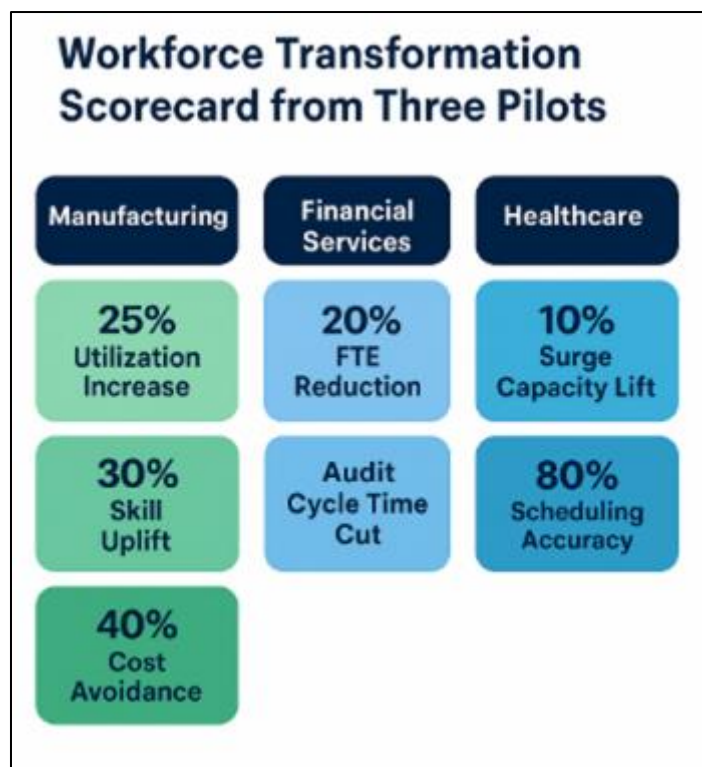 Workforce Transformation
Scorecard from Three Pilots
Manufacturing
25%
Utilization
Increase
30%
Skill
Uplift
40%
Cost
Avoidance
Financial
Services
20%
FTE
Reduction
Audit
Cycle Time
Cut
Healthcare
10%
Surge
Capacity Lift
80%
Scheduling
Accuracy